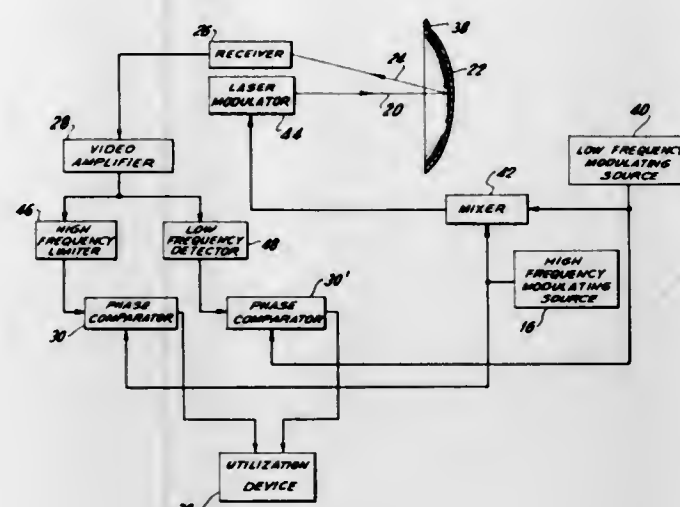 26
RECEIVER
24
38
22
LASER
MODULATOR
20
44
28
VIDEO
AMPLIFIER
40
LOW FREQUENCY
MODULATING
SOURCE
42
MIXER
46
HIGH
FREQUENCY
LIMITER
LOW
FREQUENCY
DETECTOR
48
HIGH
FREQUENCY
MODULATING
SOURCE
16
PHASE
COMPARATOR
30
PHASE
COMPARATOR
30'
UTILIZATION
DEVICE